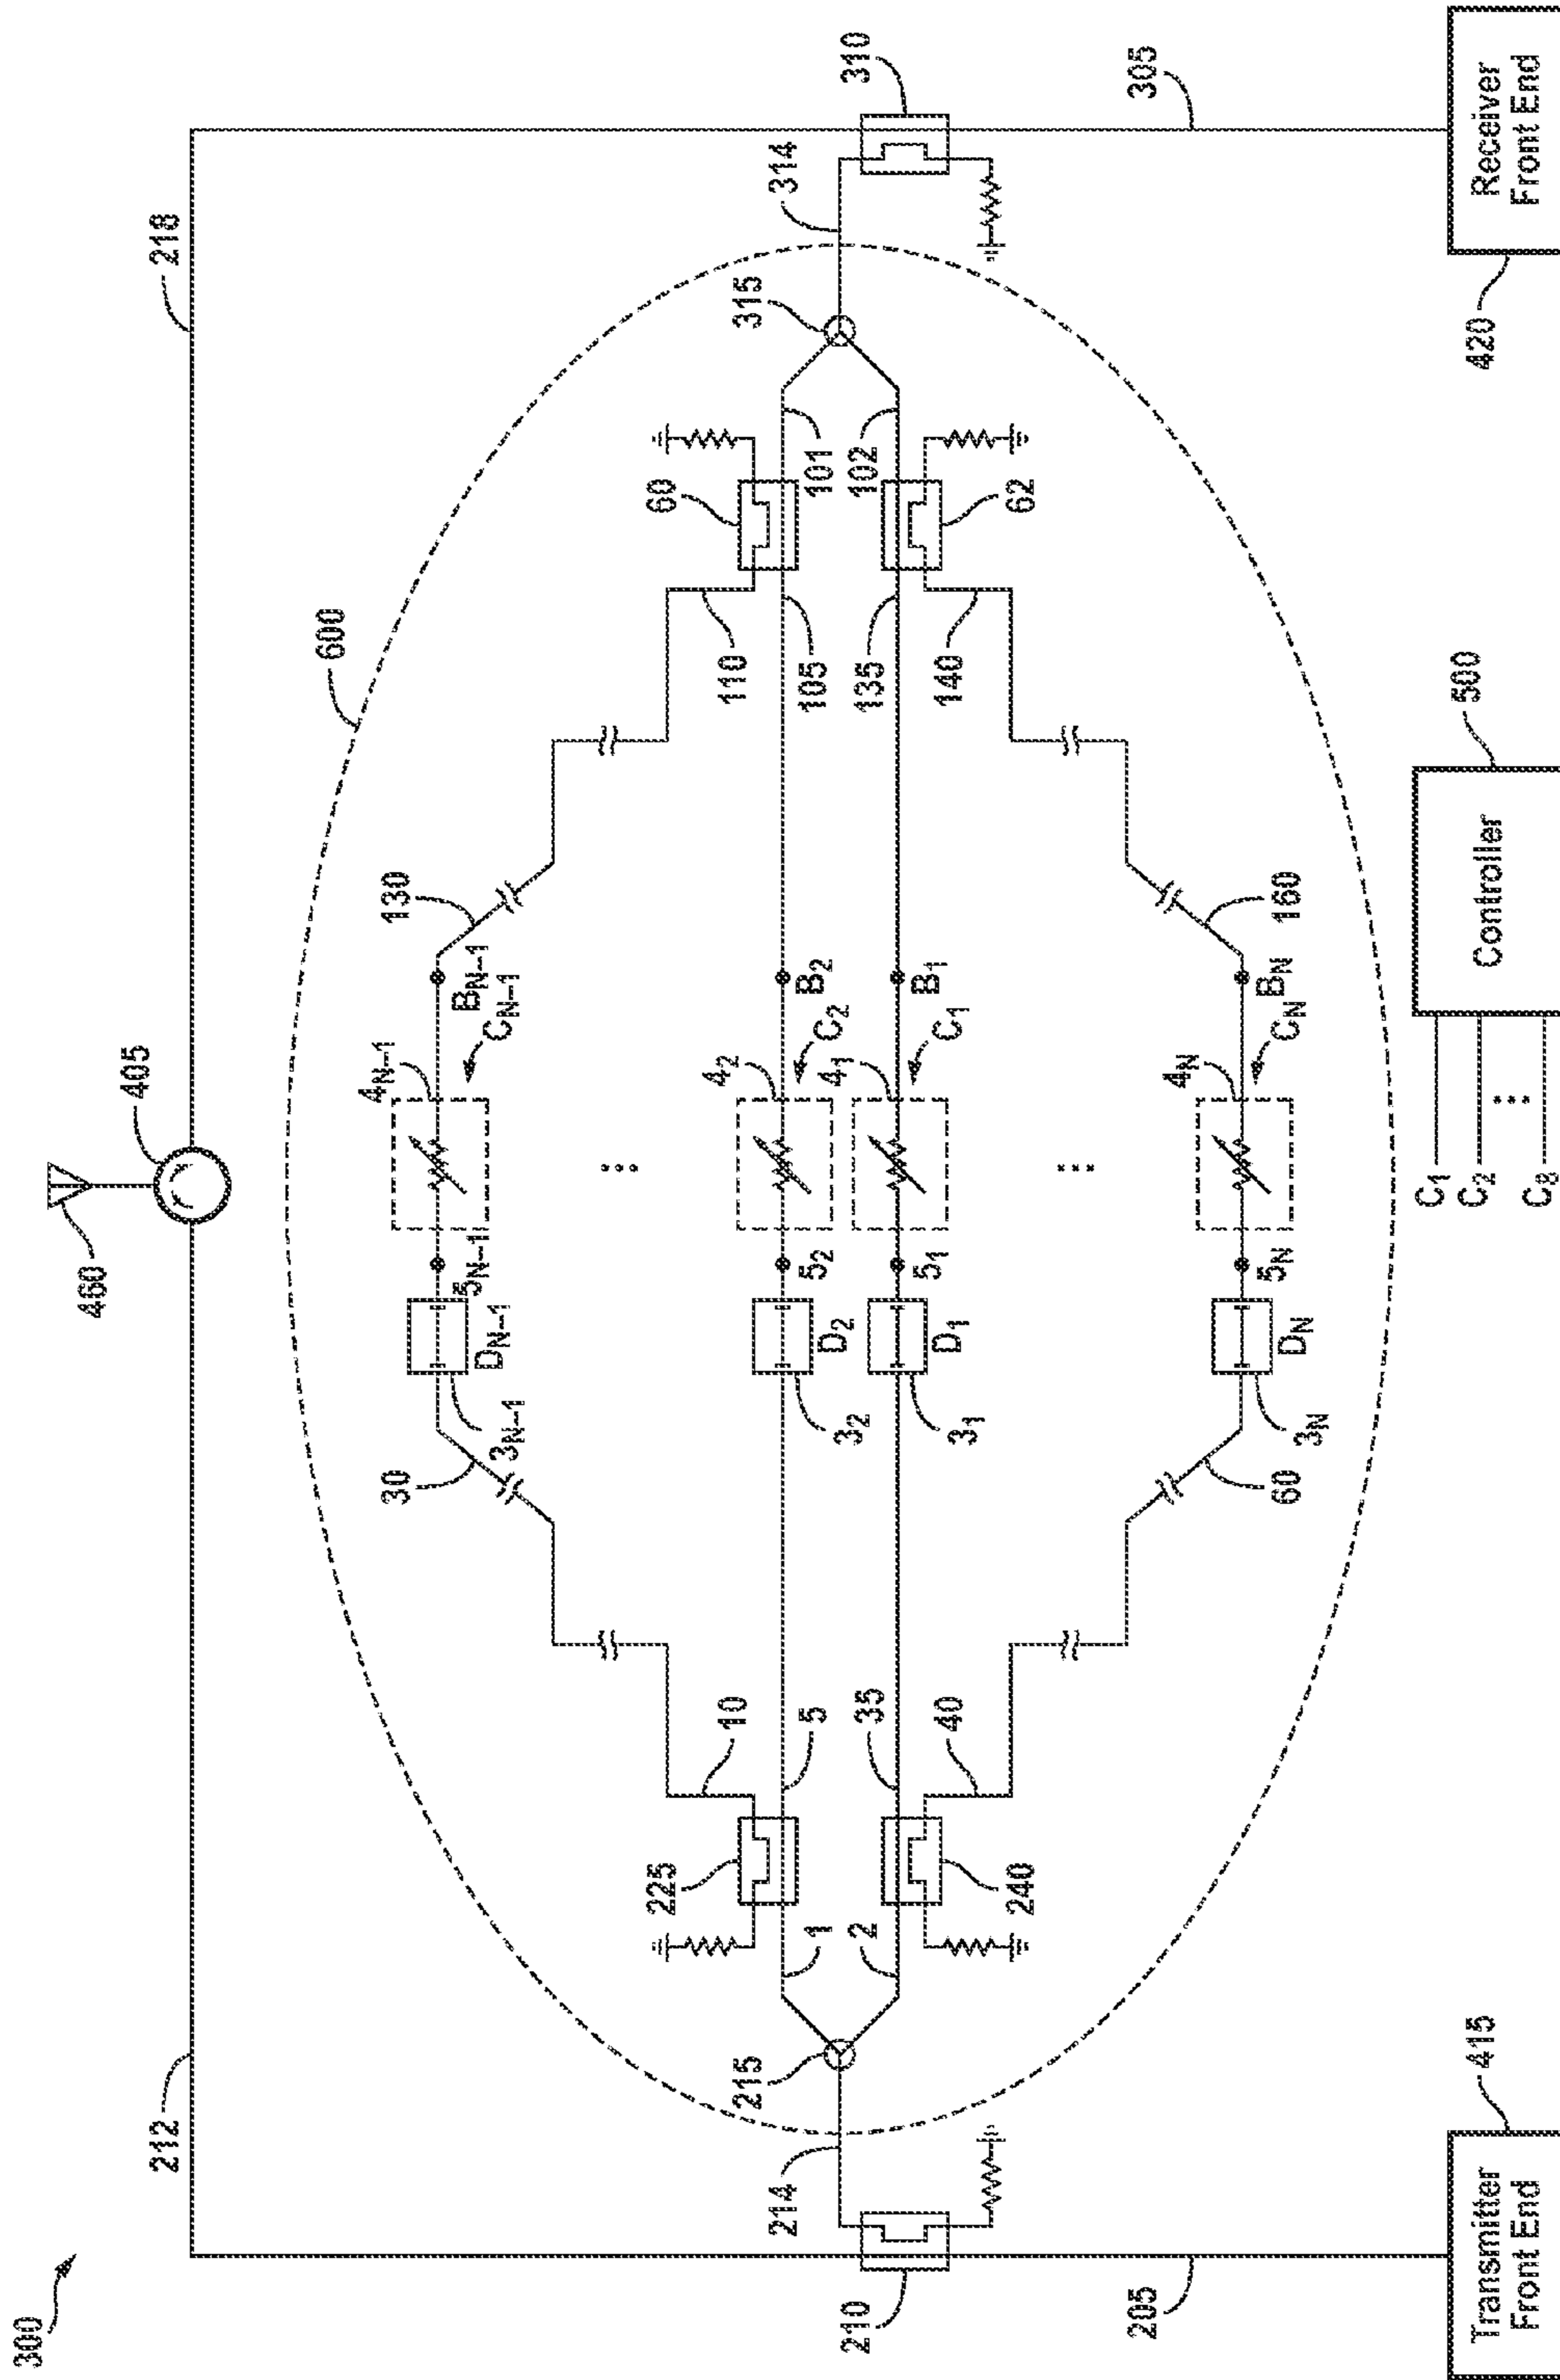 300
460
405
212
218
600
30
3N-1
DN-1
5N-1
4N-1
CN-1
BN-1
130
10
110
225
1
5
3₂
D₂
5₂
4₂
C₂
B₂
105
60
101
215
315
214
314
210
310
2
35
3₁
D₁
5₁
4₁
C₁
B₁
135
102
240
40
140
62
60
3N
DN
5N
4N
CN
BN
160
205
305
415
Transmitter
Front End
C₁
C₂
C₈
Controller
500
420
Receiver
Front End